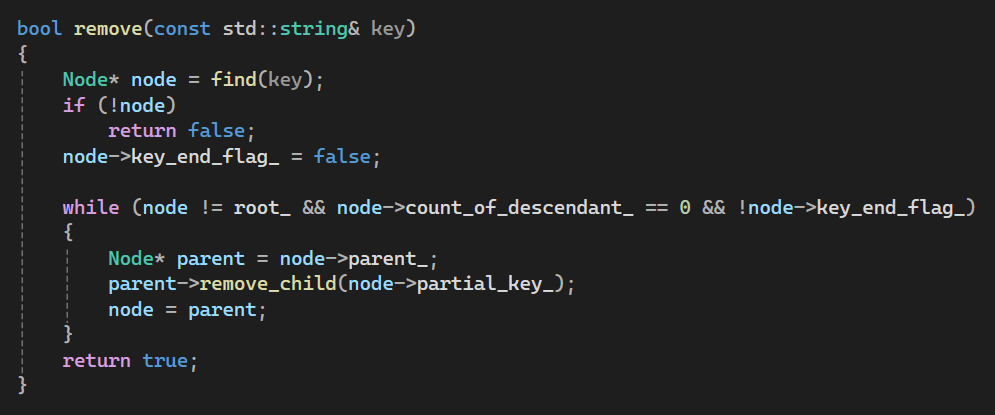 bool remove(const std::string& key)
{
    Node* node = find(key);
    if (!node)
        return false;
    node->key_end_flag_ = false;

    while (node != root_ && node->count_of_descendant_ == 0 && !node->key_end_flag_)
    {
        Node* parent = node->parent_;
        parent->remove_child(node->partial_key_);
        node = parent;
    }
    return true;
}